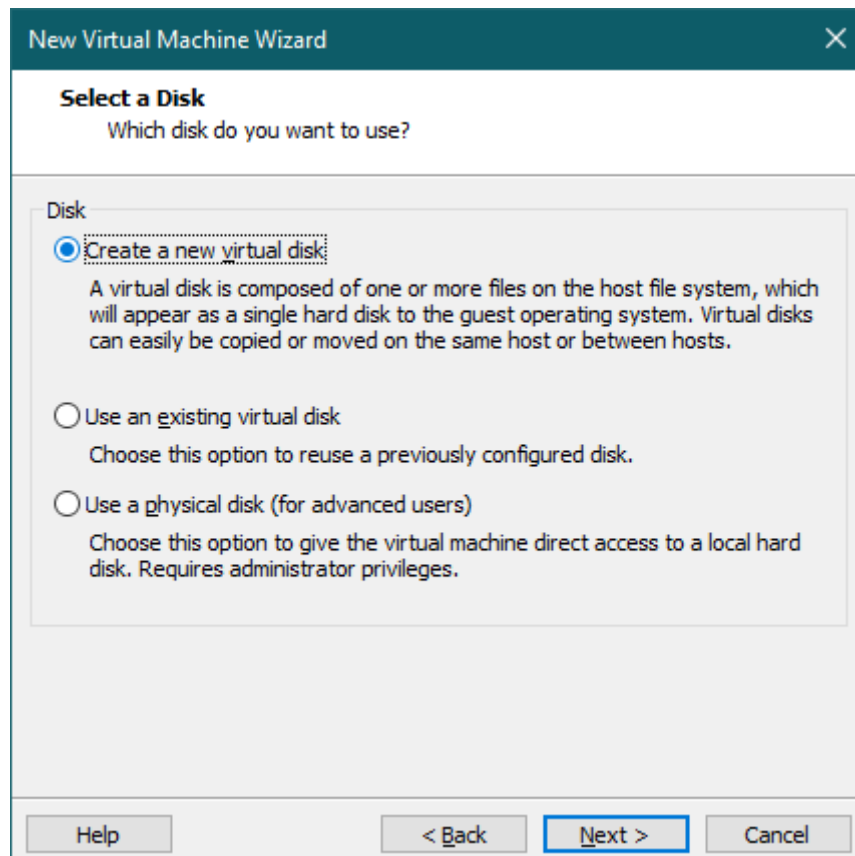 New Virtual Machine Wizard
Select a Disk
Which disk do you want to use?
Disk
Create a new virtual disk
A virtual disk is composed of one or more files on the host file system, which
will appear as a single hard disk to the guest operating system. Virtual disks
can easily be copied or moved on the same host or between hosts.
Use an existing virtual disk
Choose this option to reuse a previously configured disk.
Use a physical disk (for advanced users)
Choose this option to give the virtual machine direct access to a local hard
disk. Requires administrator privileges.
Help < Back Next > Cancel